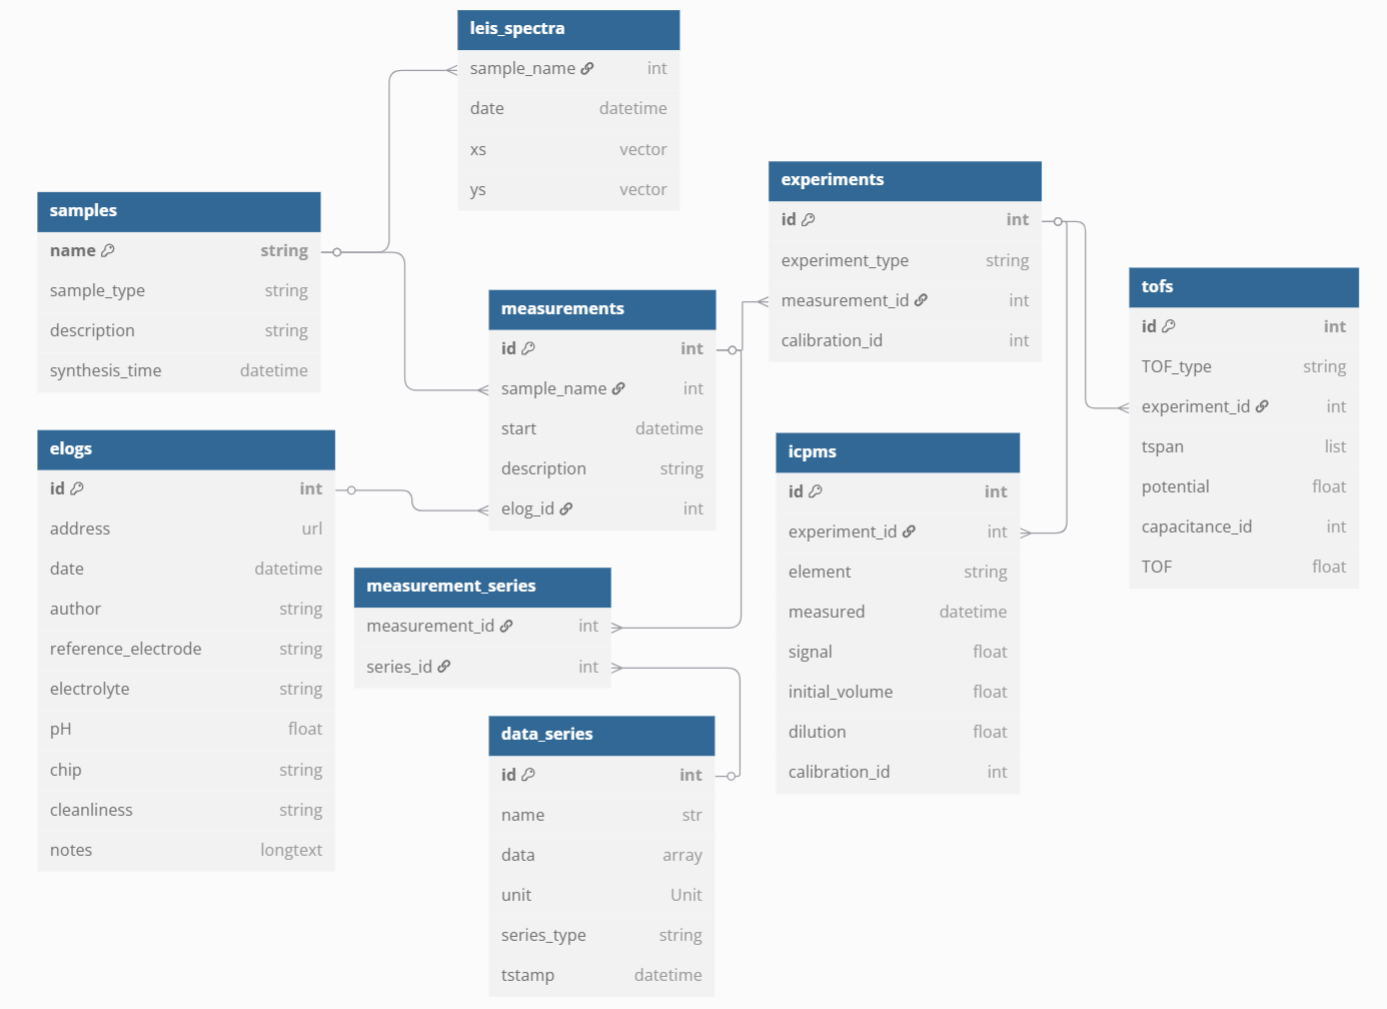 leis_spectra
sample_name int
date datetime
xs vector
ys vector
samples
name string
sample_type string
description string
synthesis_time datetime
experiments
id int
experiment_type string
measurement_id int
calibration_id int
tofs
id int
TOF_type string
experiment_id int
tspan list
potential float
capacitance_id int
TOF float
measurements
id int
sample_name int
start datetime
description string
elog_id int
elogs
id int
address url
date datetime
author string
reference_electrode string
electrolyte string
pH float
chip string
cleanliness string
notes longtext
icpms
id int
experiment_id int
element string
measured datetime
signal float
initial_volume float
dilution float
calibration_id int
measurement_series
measurement_id int
series_id int
data_series
id int
name str
data array
unit Unit
series_type string
tstamp datetime